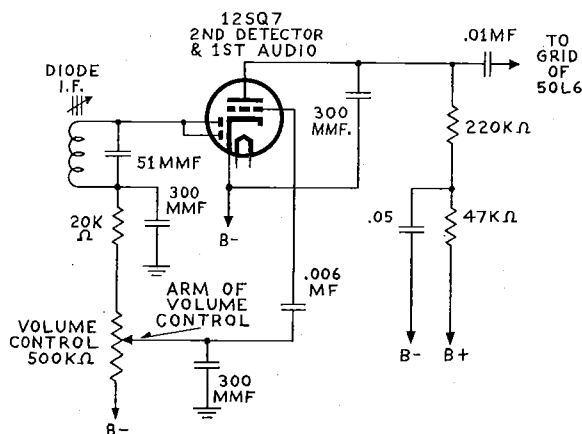 12SQ7
2ND DETECTOR
& 1ST AUDIO
.01MF
TO
GRID
OF
50L6
DIODE
I.F.
300
MMF.
220KΩ
51MMF
300
MMF
20K
Ω
B-
.05
47KΩ
.006
MF
ARM OF
VOLUME
CONTROL
VOLUME
CONTROL
500KΩ
300
MMF
B-
B+
B-